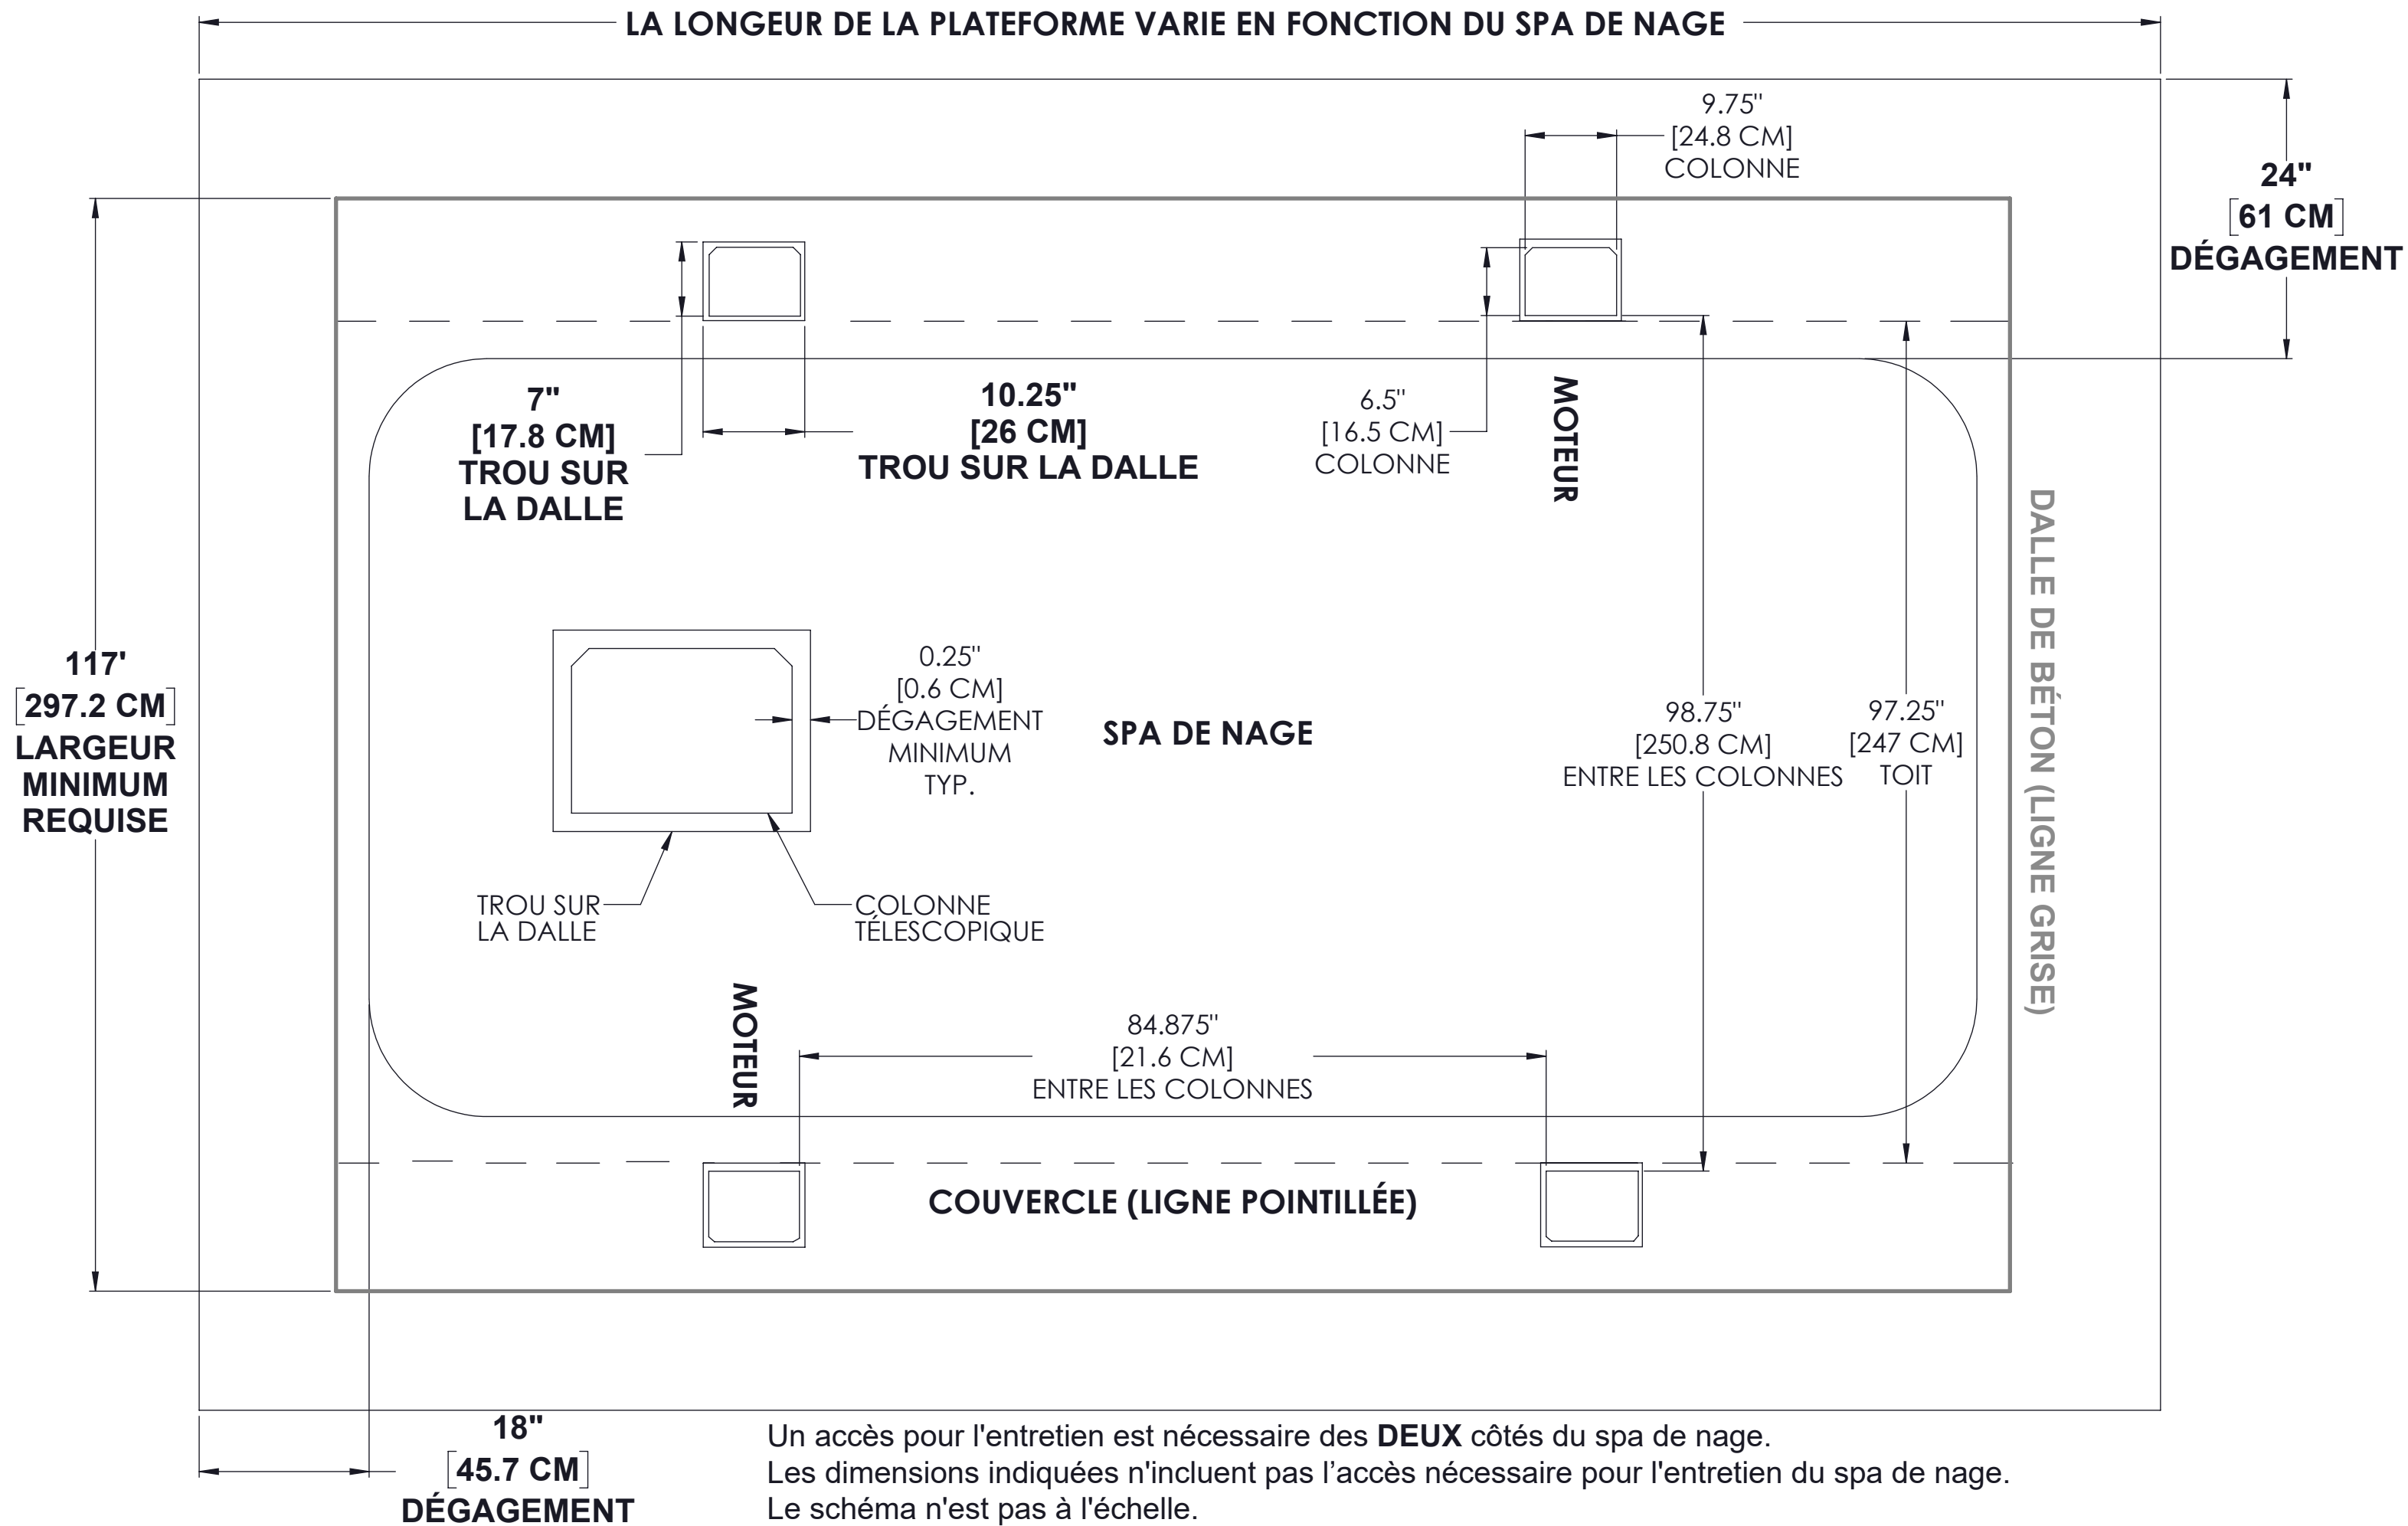 LA LONGEUR DE LA PLATEFORME VARIE EN FONCTION DU SPA DE NAGE
9.75"
[24.8 CM]
COLONNE
24"
[61 CM]
DÉGAGEMENT
7"
[17.8 CM]
TROU SUR
LA DALLE
10.25"
[26 CM]
TROU SUR LA DALLE
6.5"
[16.5 CM]
COLONNE
MOTEUR
DALLE DE BÉTON (LIGNE GRISE)
117'
[297.2 CM]
LARGEUR
MINIMUM
REQUISE
0.25"
[0.6 CM]
DÉGAGEMENT
MINIMUM
TYP.
SPA DE NAGE
98.75"
[250.8 CM]
ENTRE LES COLONNES
97.25"
[247 CM]
TOIT
TROU SUR
LA DALLE
COLONNE
TÉLESCOPIQUE
MOTEUR
84.875"
[21.6 CM]
ENTRE LES COLONNES
COUVERCLE (LIGNE POINTILLÉE)
18"
[45.7 CM]
DÉGAGEMENT
Un accès pour l'entretien est nécessaire des DEUX côtés du spa de nage.
Les dimensions indiquées n'incluent pas l’accès nécessaire pour l'entretien du spa de nage.
Le schéma n'est pas à l'échelle.